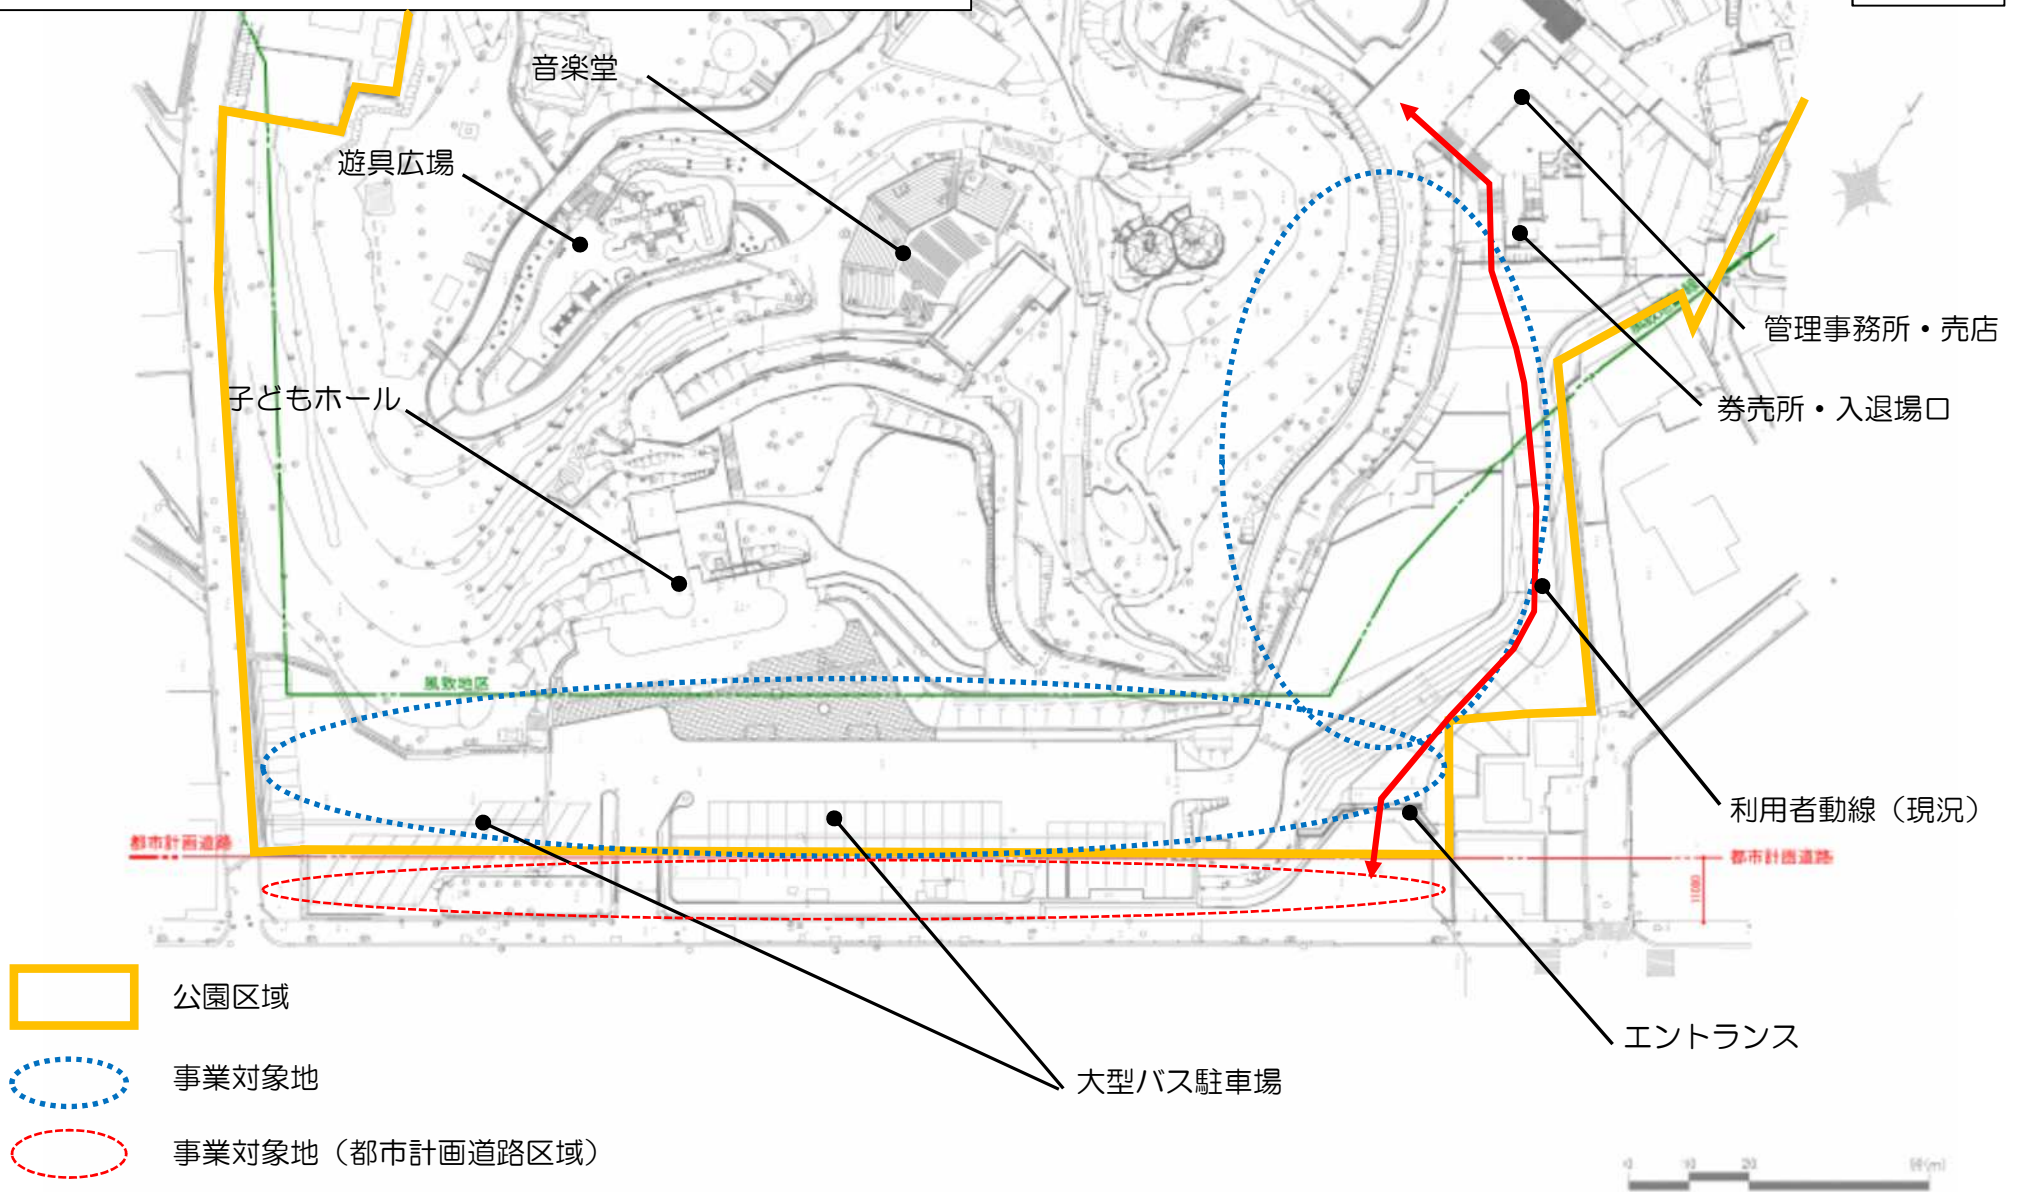 音楽堂
遊具広場
管理事務所・売店
子どもホール
券売所・入退場口
風致地区
利用者動線（現況）
都市計画道路
都市計画道路
公園区域
エントランス
事業対象地
大型バス駐車場
事業対象地（都市計画道路区域）
0 10 20 50(m)